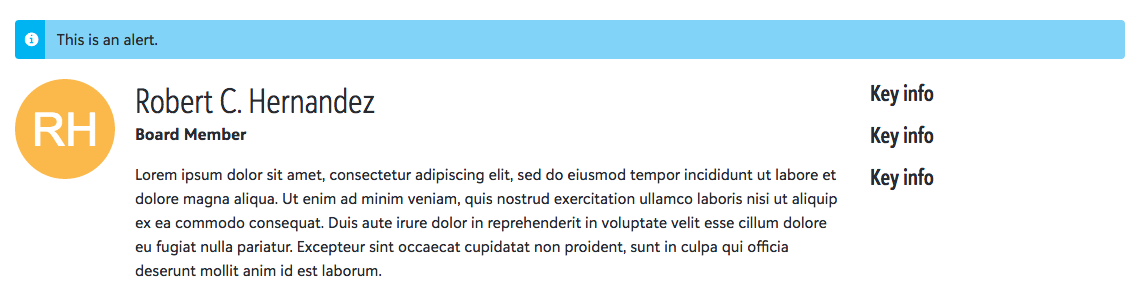 This is an alert.
RH
Robert C. Hernandez
Board Member
Lorem ipsum dolor sit amet, consectetur adipiscing elit, sed do eiusmod tempor incididunt ut labore et
dolore magna aliqua. Ut enim ad minim veniam, quis nostrud exercitation ullamco laboris nisi ut aliquip
ex ea commodo consequat. Duis aute irure dolor in reprehenderit in voluptate velit esse cillum dolore
eu fugiat nulla pariatur. Excepteur sint occaecat cupidatat non proident, sunt in culpa qui officia
deserunt mollit anim id est laborum.
Key info
Key info
Key info